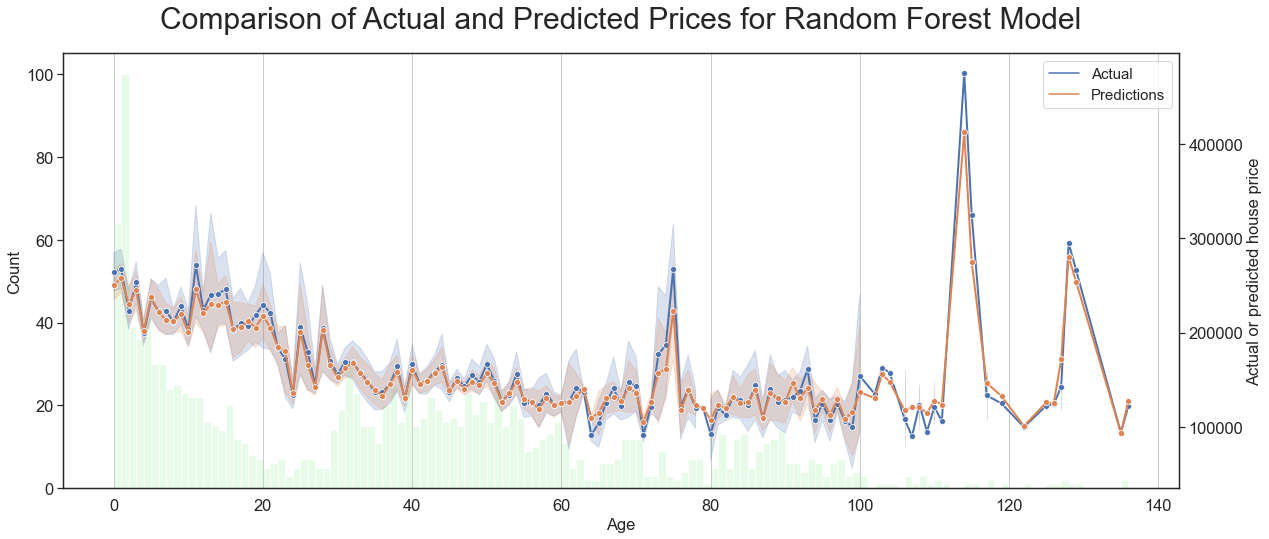 Comparison of Actual and Predicted Prices for Random Forest Model
Actual
Predictions
Count
100
80
60
40
20
0
400000
300000
200000
100000
Actual or predicted house price
0 20 40 60 80 100 120 140
Age